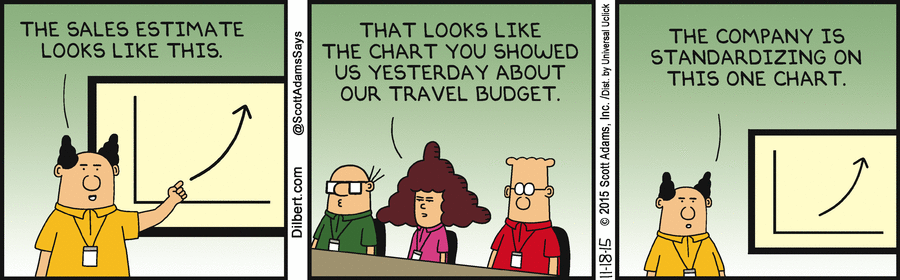 THE SALES ESTIMATE
LOOKS LIKE THIS.
Dilbert.com @ScottAdamsSays
THAT LOOKS LIKE
THE CHART YOU SHOWED
US YESTERDAY ABOUT
OUR TRAVEL BUDGET.
11-18-15 © 2015 Scott Adams, Inc. /Dist. by Universal Uclick
THE COMPANY IS
STANDARDIZING ON
THIS ONE CHART.